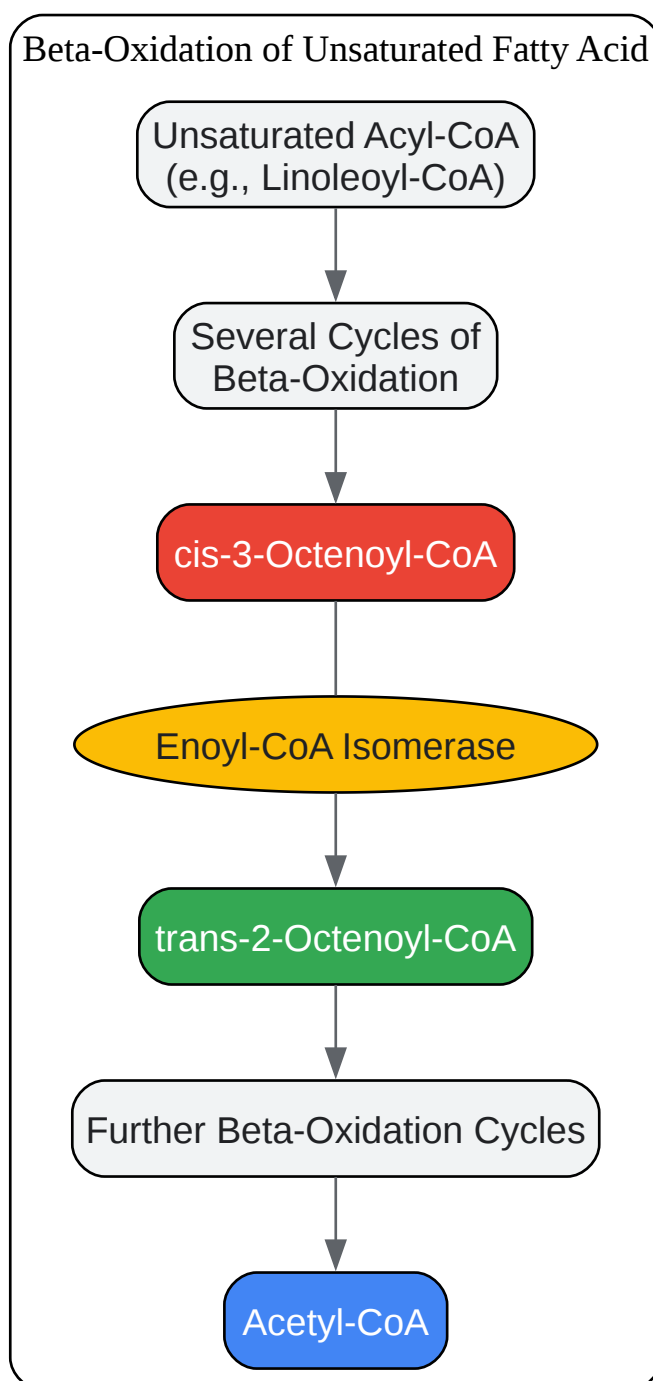 Beta-Oxidation of Unsaturated Fatty Acid
Unsaturated Acyl-CoA
(e.g., Linoleoyl-CoA)
Several Cycles of
Beta-Oxidation
cis-3-Octenoyl-CoA
Enoyl-CoA Isomerase
trans-2-Octenoyl-CoA
Further Beta-Oxidation Cycles
Acetyl-CoA